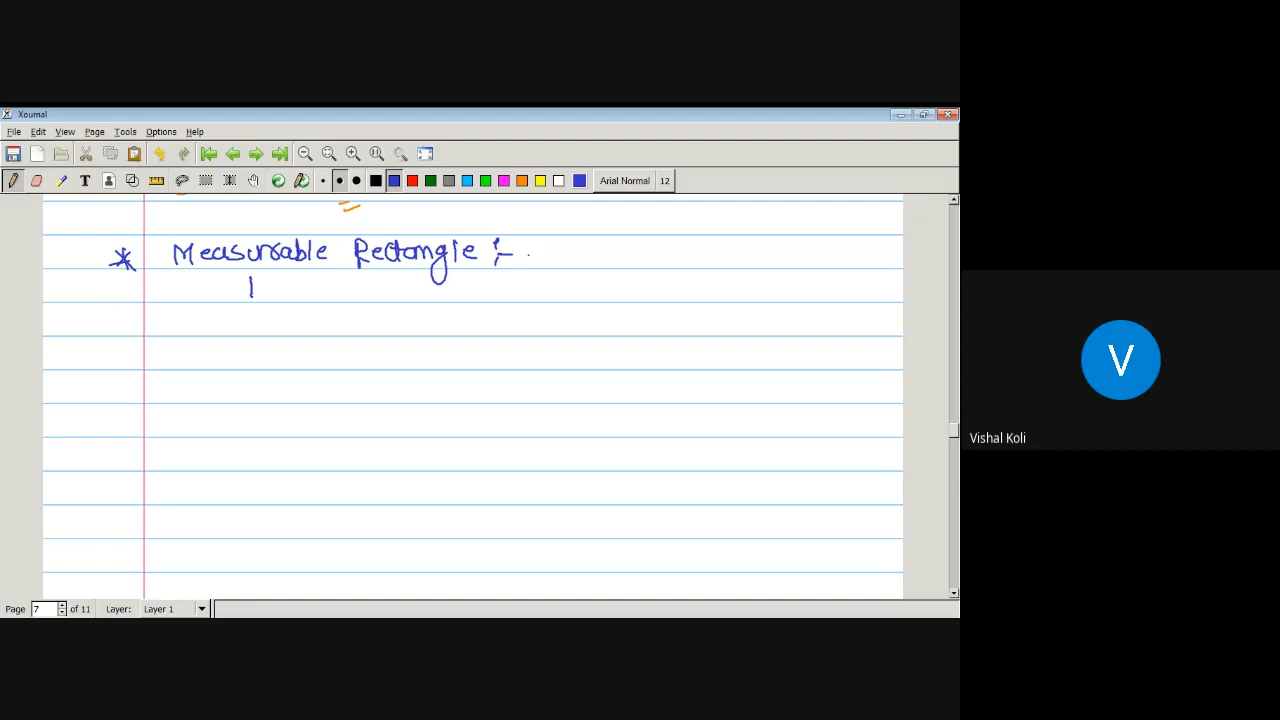 Xournal
File Edit View Page Tools Options Help
T Arial Normal 12
* Measurable Rectangle :-
V
Vishal Koli
Page 7 of 11 Layer: Layer 1